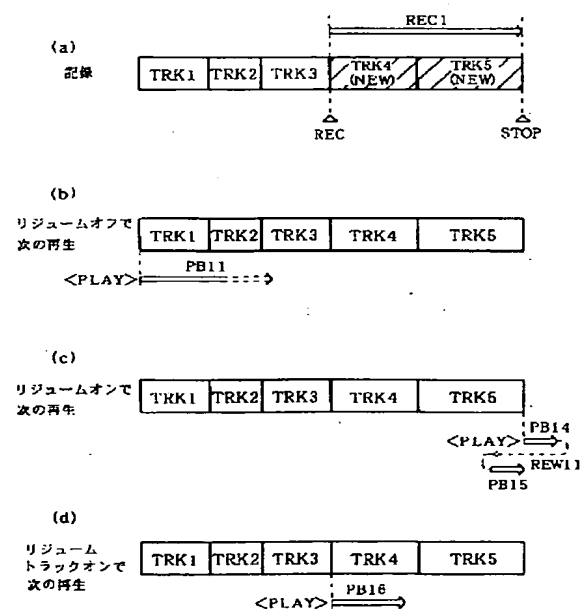 REC1
(a)
記録
TRK1 TRK2 TRK3 TRK4 (NEW) TRK5 (NEW)
REC STOP
(b)
リジュームオフで
次の再生
TRK1 TRK2 TRK3 TRK4 TRK5
PB11
<PLAY>
(c)
リジュームオンで
次の再生
TRK1 TRK2 TRK3 TRK4 TRK5
<PLAY> PB14
REW11
PB15
(d)
リジューム
トラックオンで
次の再生
TRK1 TRK2 TRK3 TRK4 TRK5
<PLAY> PB16